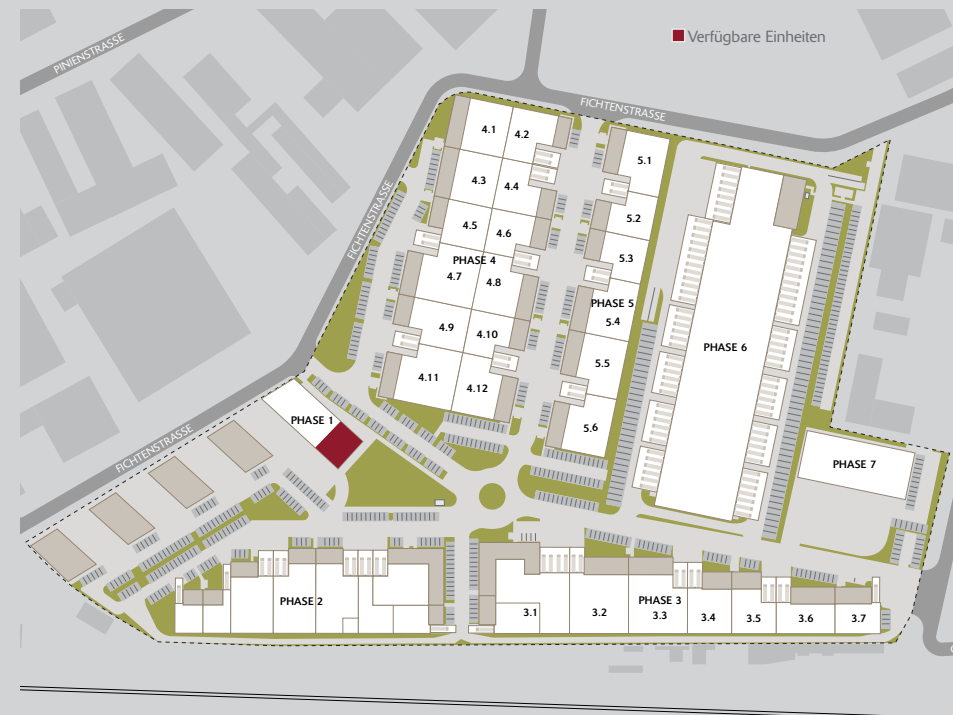 Verfügbare Einheiten
PINIENSTRASSE
FICHTENSTRASSE
FICHTENSTRASSE
FICHTENSTRASSE
4.1
4.2
4.3
4.4
4.5
4.6
PHASE 4
4.7
4.8
4.9
4.10
4.11
4.12
5.1
5.2
5.3
PHASE 5
5.4
5.5
5.6
PHASE 6
PHASE 1
PHASE 7
PHASE 2
3.1
3.2
PHASE 3
3.3
3.4
3.5
3.6
3.7